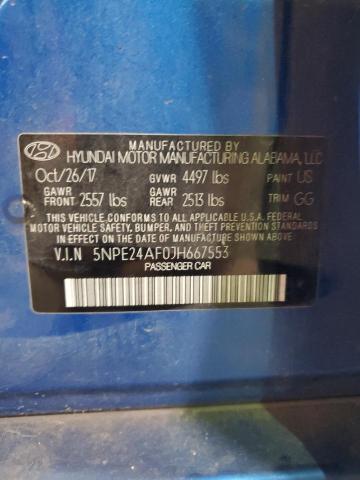 MANUFACTURED BY
HYUNDAI MOTOR MANUFACTURING ALABAMA, LLC
Oct/26/17 GVWR 4497 lbs PAINT US
GAWR FRONT 2557 lbs GAWR REAR 2513 lbs TRIM GG
THIS VEHICLE CONFORMS TO ALL APPLICABLE U.S.A. FEDERAL
MOTOR VEHICLE SAFETY, BUMPER, AND THEFT PREVENTION
STANDARDS IN EFFECT ON THE DATE OF MANUFACTURE SHOWN ABOVE.
V.I.N 5NPE24AF0JH667553
PASSENGER CAR